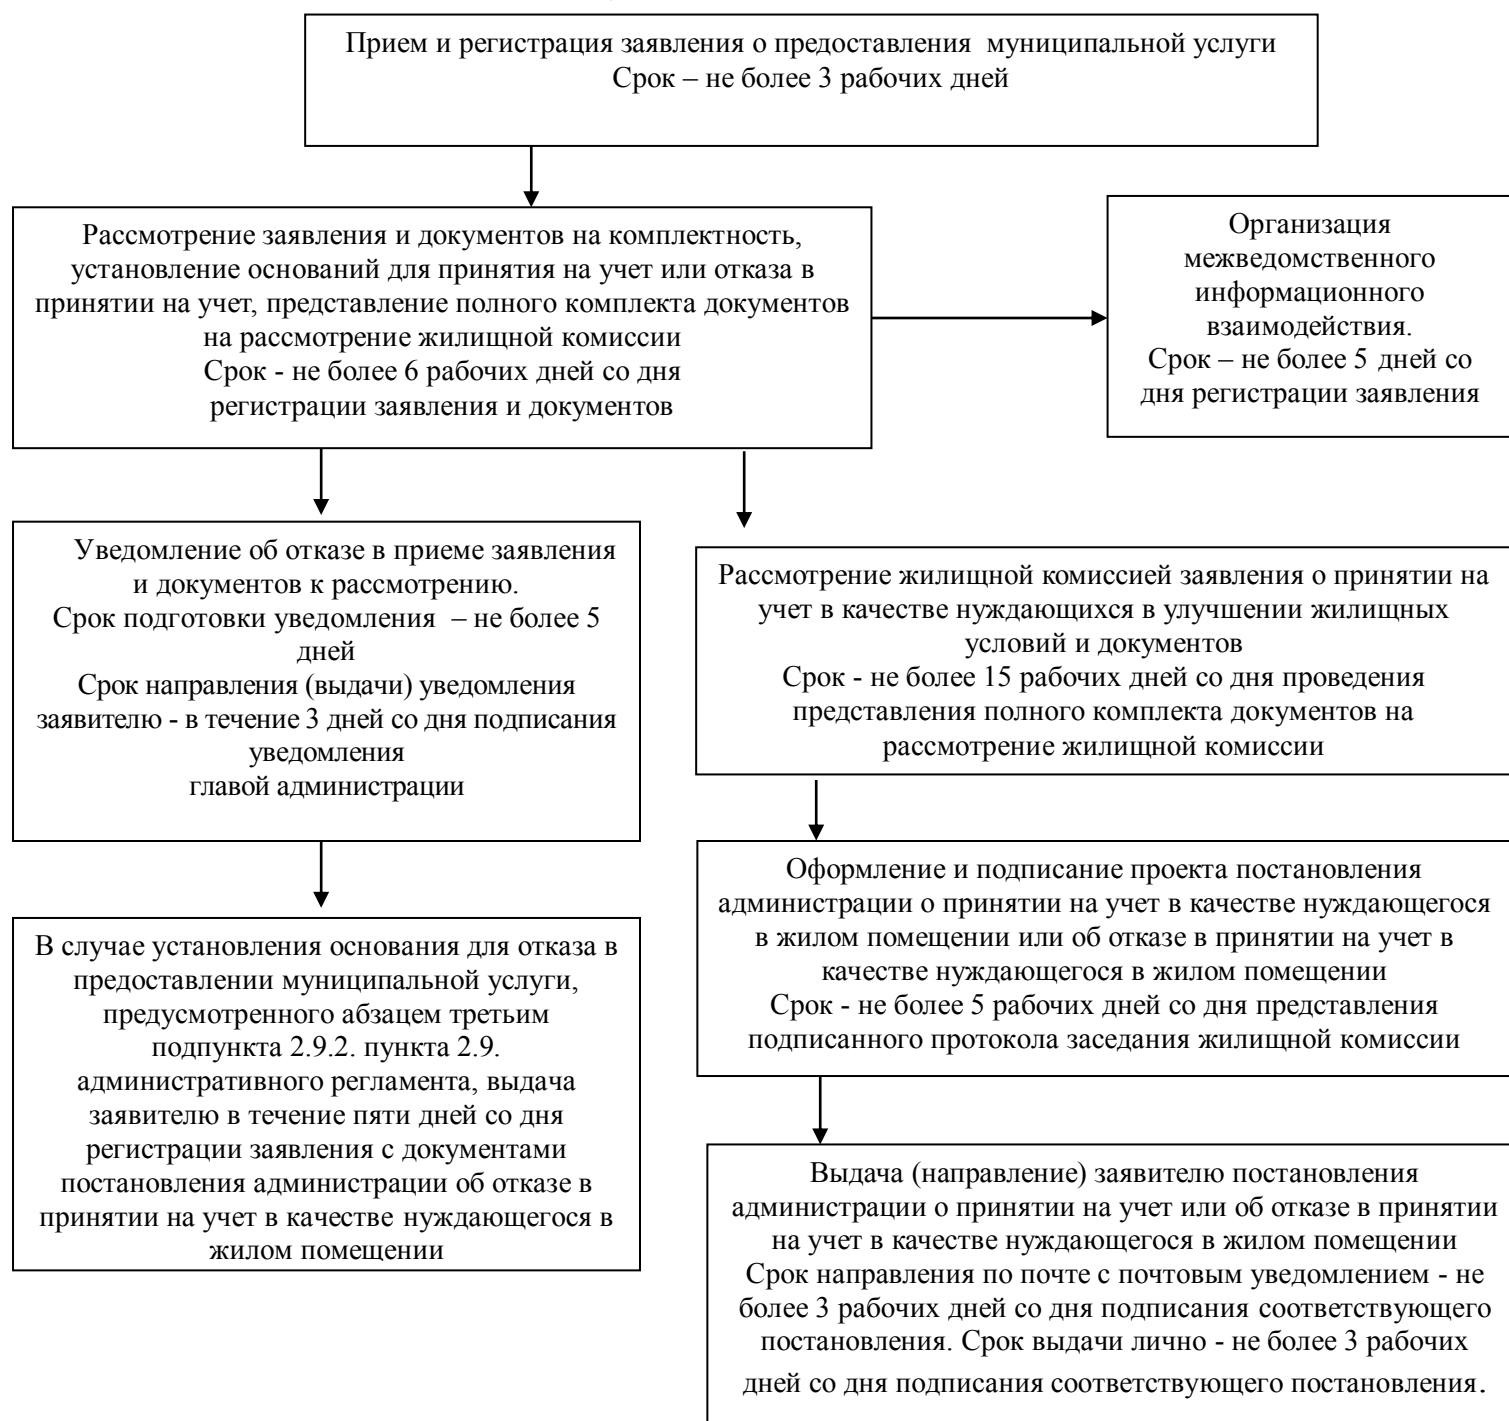 Прием и регистрация заявления о предоставления муниципальной услуги
Срок – не более 3 рабочих дней
Рассмотрение заявления и документов на комплектность,
установление оснований для принятия на учет или отказа в
принятии на учет, представление полного комплекта документов
на рассмотрение жилищной комиссии
Срок - не более 6 рабочих дней со дня
регистрации заявления и документов
Организация
межведомственного
информационного
взаимодействия.
Срок – не более 5 дней со
дня регистрации заявления
Уведомление об отказе в приеме заявления
и документов к рассмотрению.
Срок подготовки уведомления – не более 5
дней
Срок направления (выдачи) уведомления
заявителю - в течение 3 дней со дня подписания
уведомления
главой администрации
Рассмотрение жилищной комиссией заявления о принятии на
учет в качестве нуждающихся в улучшении жилищных
условий и документов
Срок - не более 15 рабочих дней со дня проведения
представления полного комплекта документов на
рассмотрение жилищной комиссии
Оформление и подписание проекта постановления
администрации о принятии на учет в качестве нуждающегося
в жилом помещении или об отказе в принятии на учет в
качестве нуждающегося в жилом помещении
Срок - не более 5 рабочих дней со дня представления
подписанного протокола заседания жилищной комиссии
В случае установления основания для отказа в
предоставлении муниципальной услуги,
предусмотренного абзацем третьим
подпункта 2.9.2. пункта 2.9.
административного регламента, выдача
заявителю в течение пяти дней со дня
регистрации заявления с документами
постановления администрации об отказе в
принятии на учет в качестве нуждающегося в
жилом помещении
Выдача (направление) заявителю постановления
администрации о принятии на учет или об отказе в принятии
на учет в качестве нуждающегося в жилом помещении
Срок направления по почте с почтовым уведомлением - не
более 3 рабочих дней со дня подписания соответствующего
постановления. Срок выдачи лично - не более 3 рабочих
дней со дня подписания соответствующего постановления.